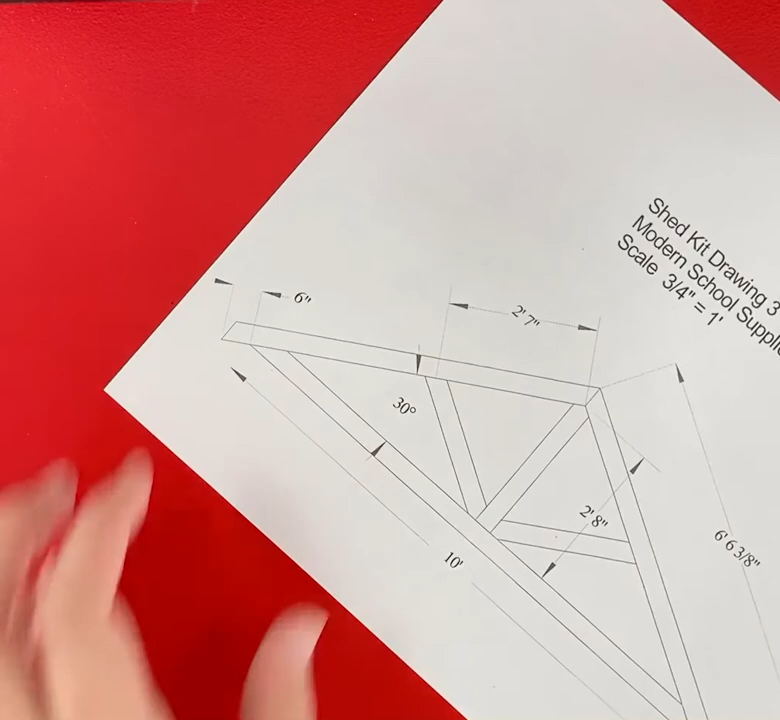 Shed Kit Drawing 3
Modern School
Scale 3/4" = 1'
6"
2' 7"
30°
2' 8"
6' 6 3/8"
10'